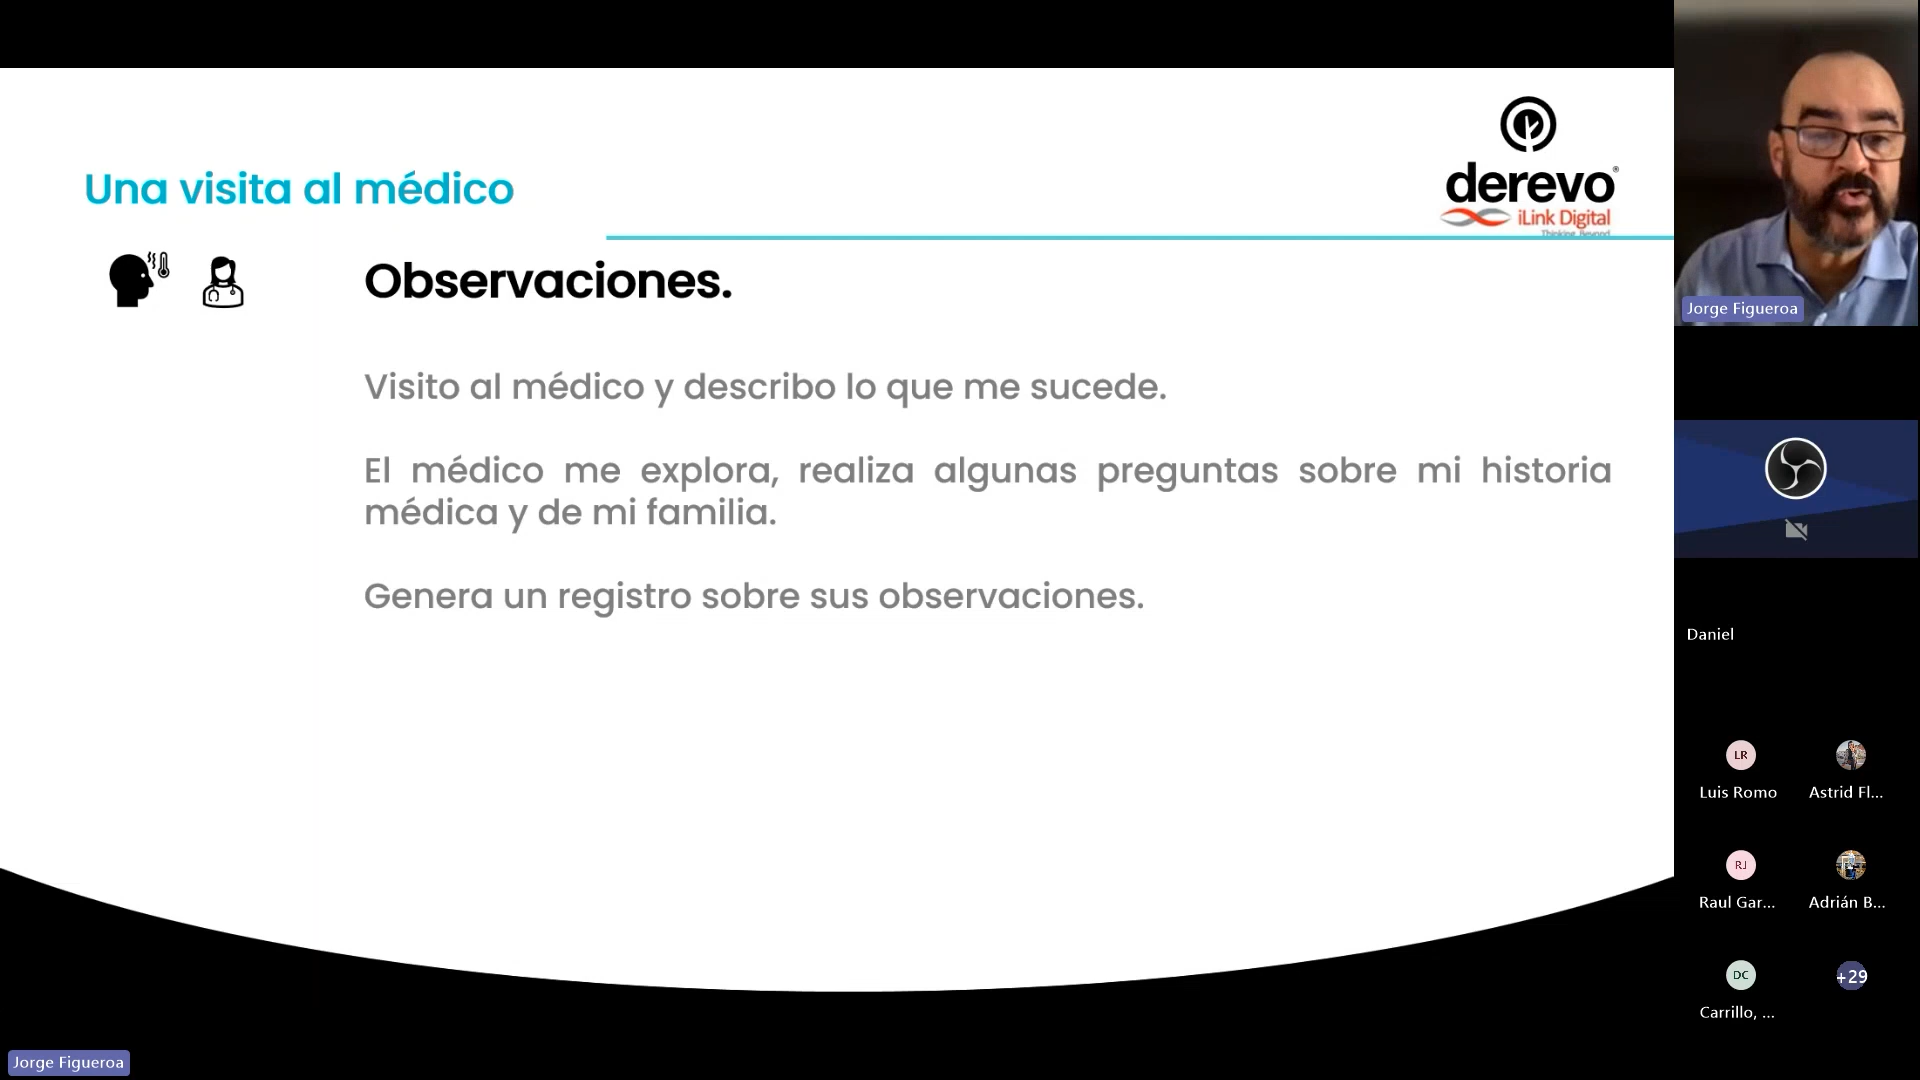 Una visita al médico
derevo®
iLink Digital
Thinking Beyond
Observaciones.
Visito al médico y describo lo que me sucede.
El médico me explora, realiza algunas preguntas sobre mi historia
médica y de mi familia.
Genera un registro sobre sus observaciones.
Jorge Figueroa
Daniel
LR
Luis Romo
Astrid Fl...
RJ
Raul Gar...
Adrián B...
DC
+29
Carrillo, ...
Jorge Figueroa